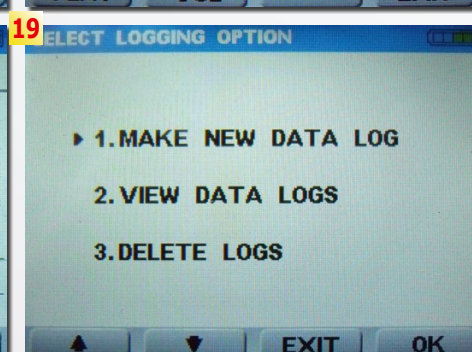 19
ELECT LOGGING OPTION
1.MAKE NEW DATA LOG
2.VIEW DATA LOGS
3.DELETE LOGS
EXIT OK